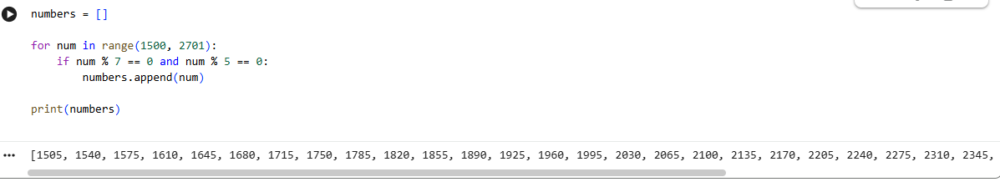 numbers = []
for num in range(1500, 2701):
    if num % 7 == 0 and num % 5 == 0:
        numbers.append(num)
print(numbers)
[1505, 1540, 1575, 1610, 1645, 1680, 1715, 1750, 1785, 1820, 1855, 1890, 1925, 1960, 1995, 2030, 2065, 2100, 2135, 2170, 2205, 2240, 2275, 2310, 2345,